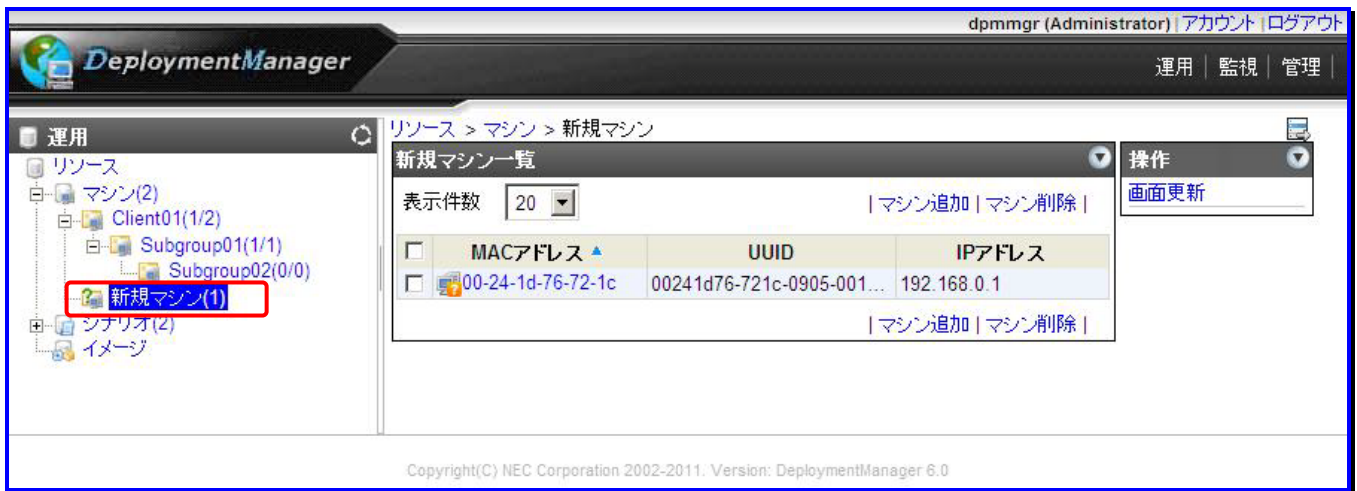 dpmmgr (Administrator) | アカウント | ログアウト
DeploymentManager
運用 | 監視 | 管理 |
運用
リソース
マシン(2)
Client01(1/2)
Subgroup01(1/1)
Subgroup02(0/0)
新規マシン(1)
シナリオ(2)
イメージ
リソース > マシン > 新規マシン
新規マシン一覧
表示件数 20 | マシン追加 | マシン削除 |
MACアドレス UUID IPアドレス
00-24-1d-76-72-1c 00241d76-721c-0905-001... 192.168.0.1
| マシン追加 | マシン削除 |
操作
画面更新
Copyright(C) NEC Corporation 2002-2011. Version: DeploymentManager 6.0